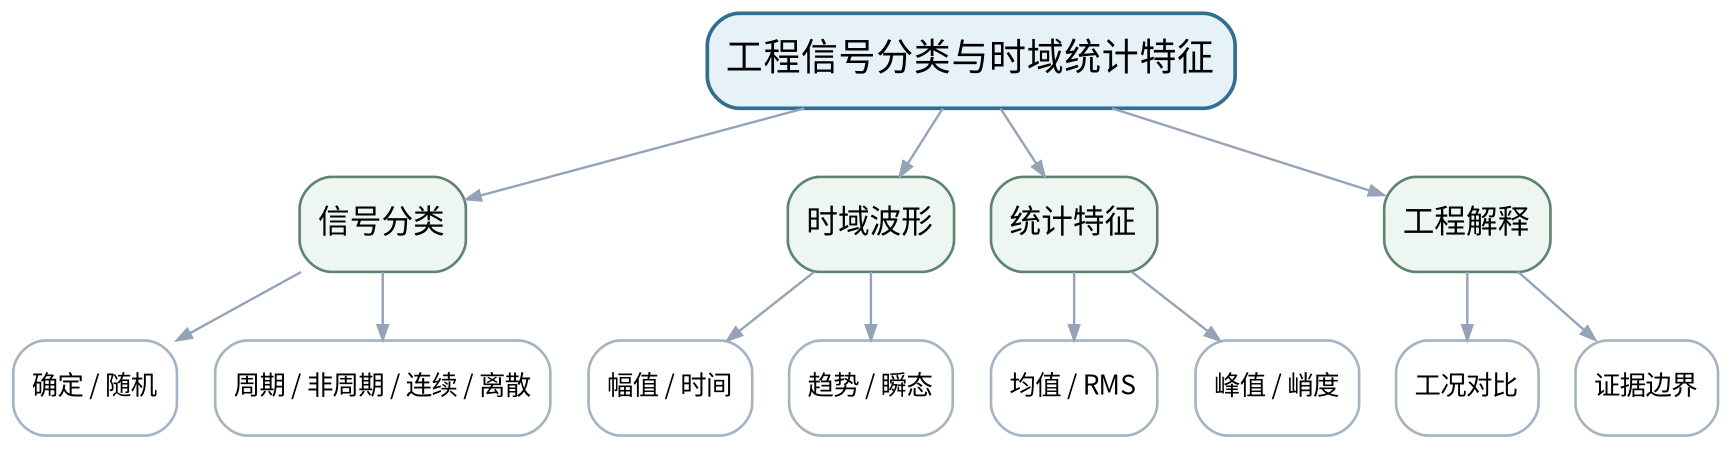 工程信号分类与时域统计特征
信号分类
时域波形
统计特征
工程解释
确定 / 随机
周期 / 非周期 / 连续 / 离散
幅值 / 时间
趋势 / 瞬态
均值 / RMS
峰值 / 峭度
工况对比
证据边界